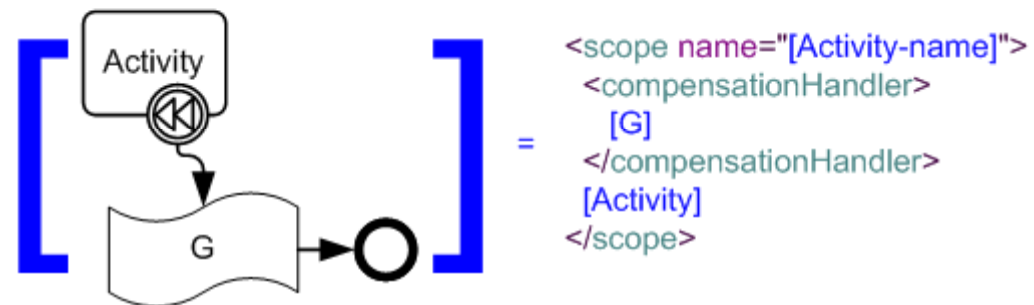 Activity
G
=
<scope name="[Activity-name]">
<compensationHandler>
[G]
</compensationHandler>
[Activity]
</scope>